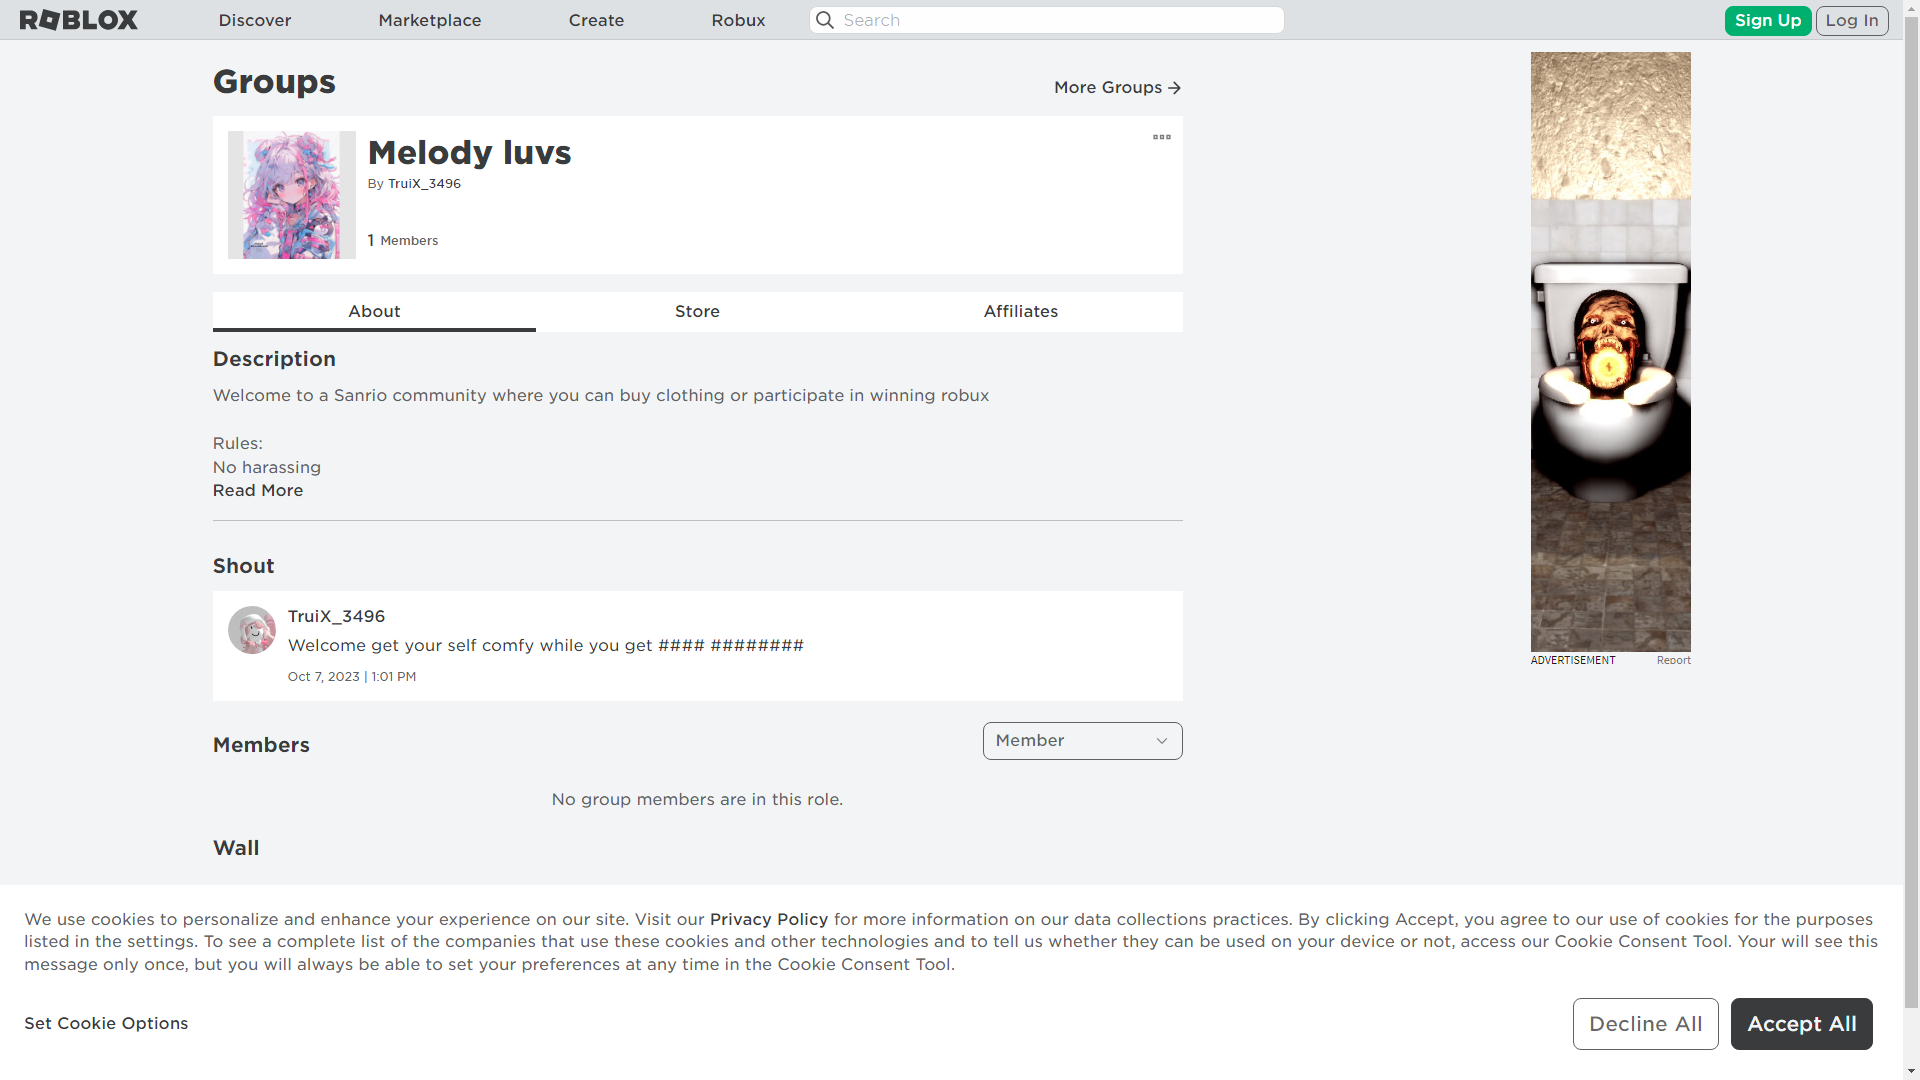 ROBLOX
Discover
Marketplace
Create
Robux
Search
Sign Up
Log In
Groups
More Groups
Melody luvs
By TruiX_3496
1 Members
About
Store
Affiliates
Description
Welcome to a Sanrio community where you can buy clothing or participate in winning robux
Rules:
No harassing
Read More
Shout
TruiX_3496
Welcome get your self comfy while you get #### ########
Oct 7, 2023 | 1:01 PM
Members
Member
No group members are in this role.
Wall
ADVERTISEMENT
Report
We use cookies to personalize and enhance your experience on our site. Visit our Privacy Policy for more information on our data collections practices. By clicking Accept, you agree to our use of cookies for the purposes
listed in the settings. To see a complete list of the companies that use these cookies and other technologies and to tell us whether they can be used on your device or not, access our Cookie Consent Tool. Your will see this
message only once, but you will always be able to set your preferences at any time in the Cookie Consent Tool.
Set Cookie Options
Decline All
Accept All